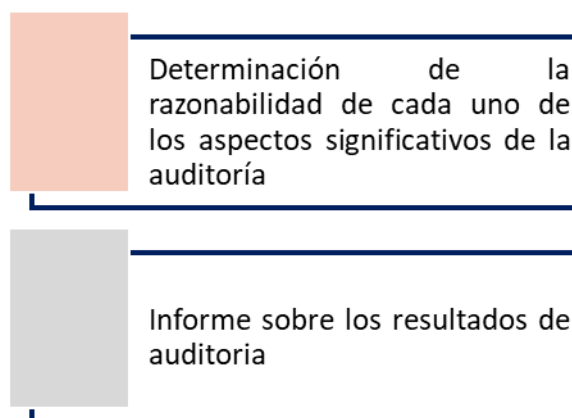 Determinación de la
razonabilidad de cada uno de
los aspectos significativos de la
auditoría
Informe sobre los resultados de
auditoria